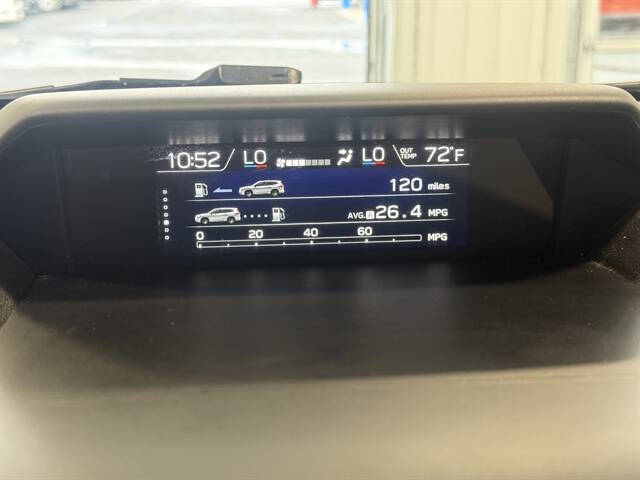 10:52 LO LO OUT TEMP 72°F
120 miles
AVG. A 26.4 MPG
0 20 40 60 MPG